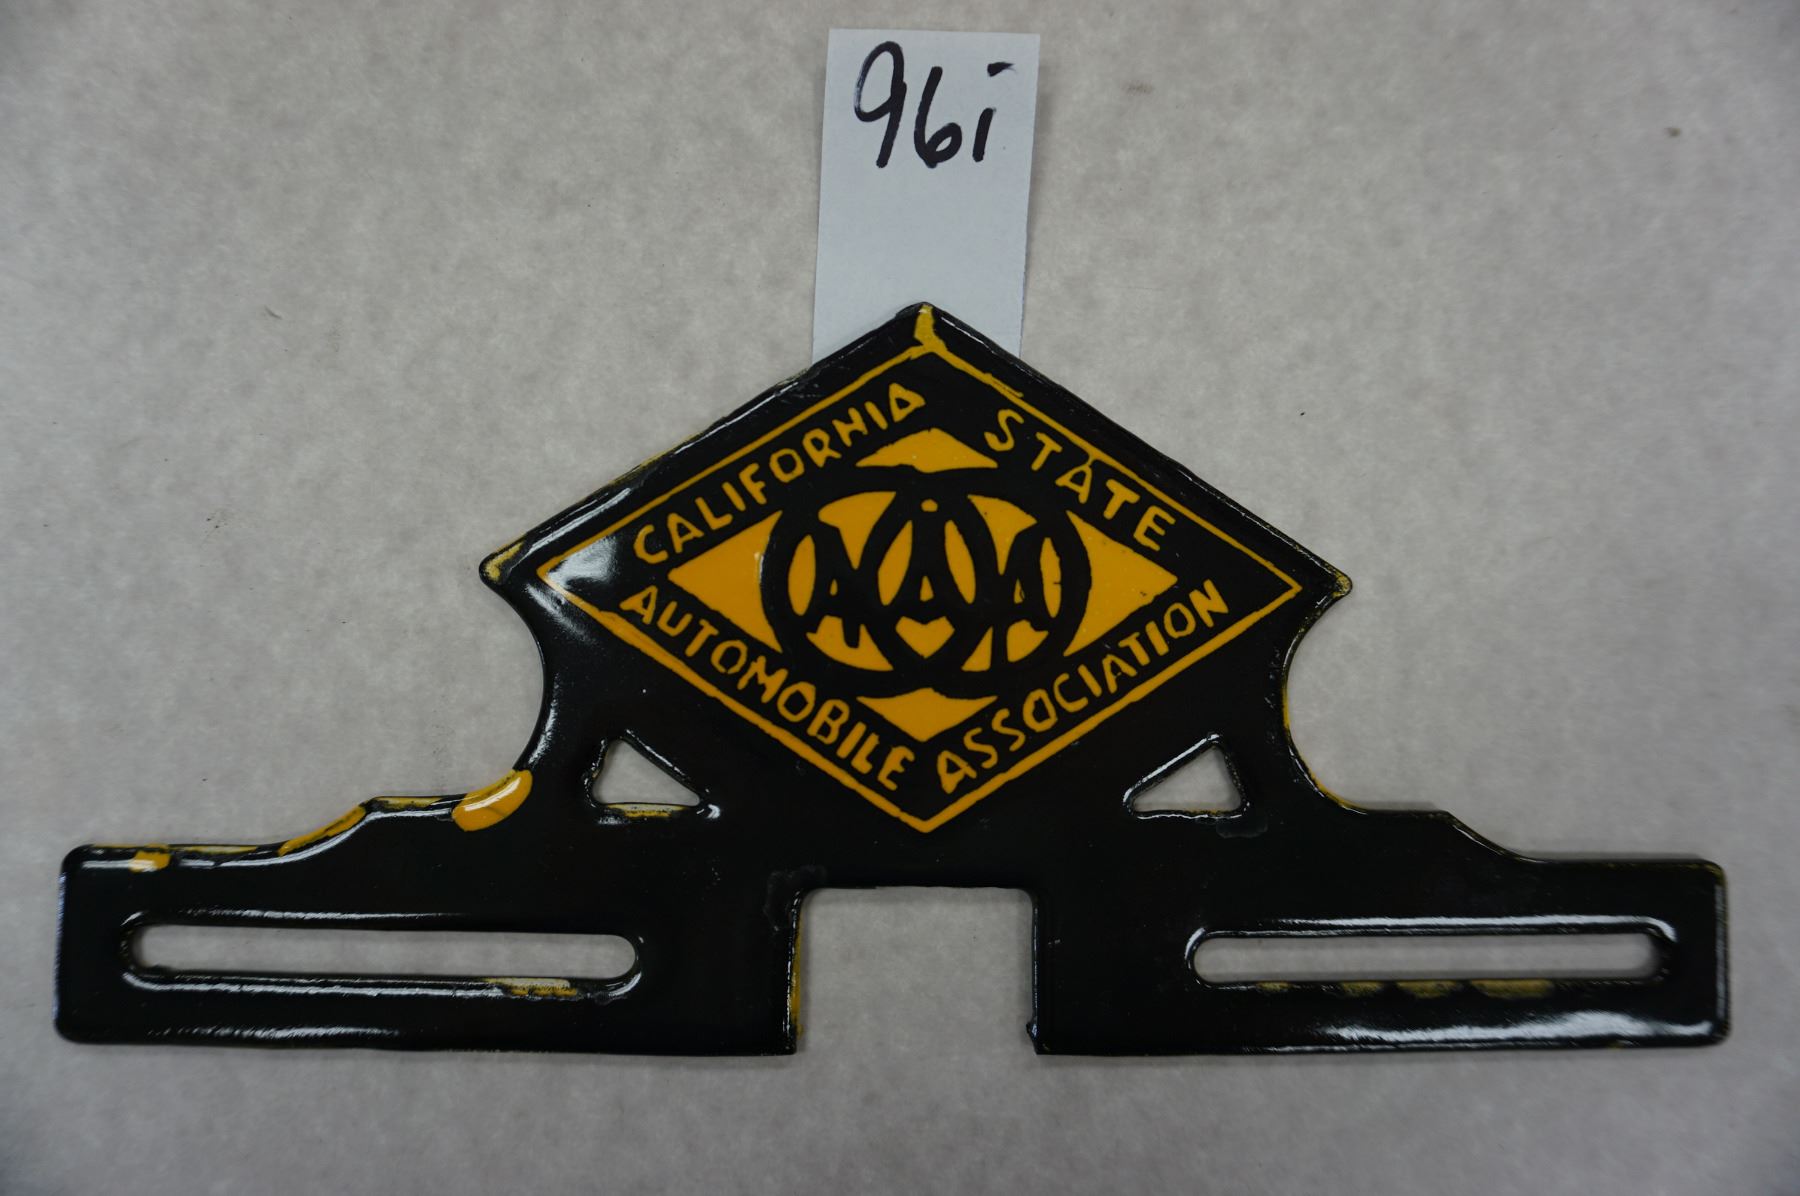 96i
CALIFORNIA STATE
AAA
AUTOMOBILE ASSOCIATION